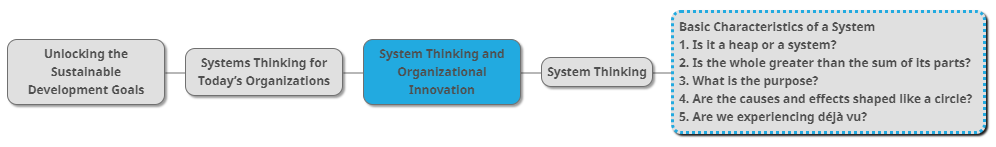 Unlocking the
Sustainable
Development Goals
Systems Thinking for
Today’s Organizations
System Thinking and
Organizational
Innovation
System Thinking
Basic Characteristics of a System
1. Is it a heap or a system?
2. Is the whole greater than the sum of its parts?
3. What is the purpose?
4. Are the causes and effects shaped like a circle?
5. Are we experiencing déjà vu?